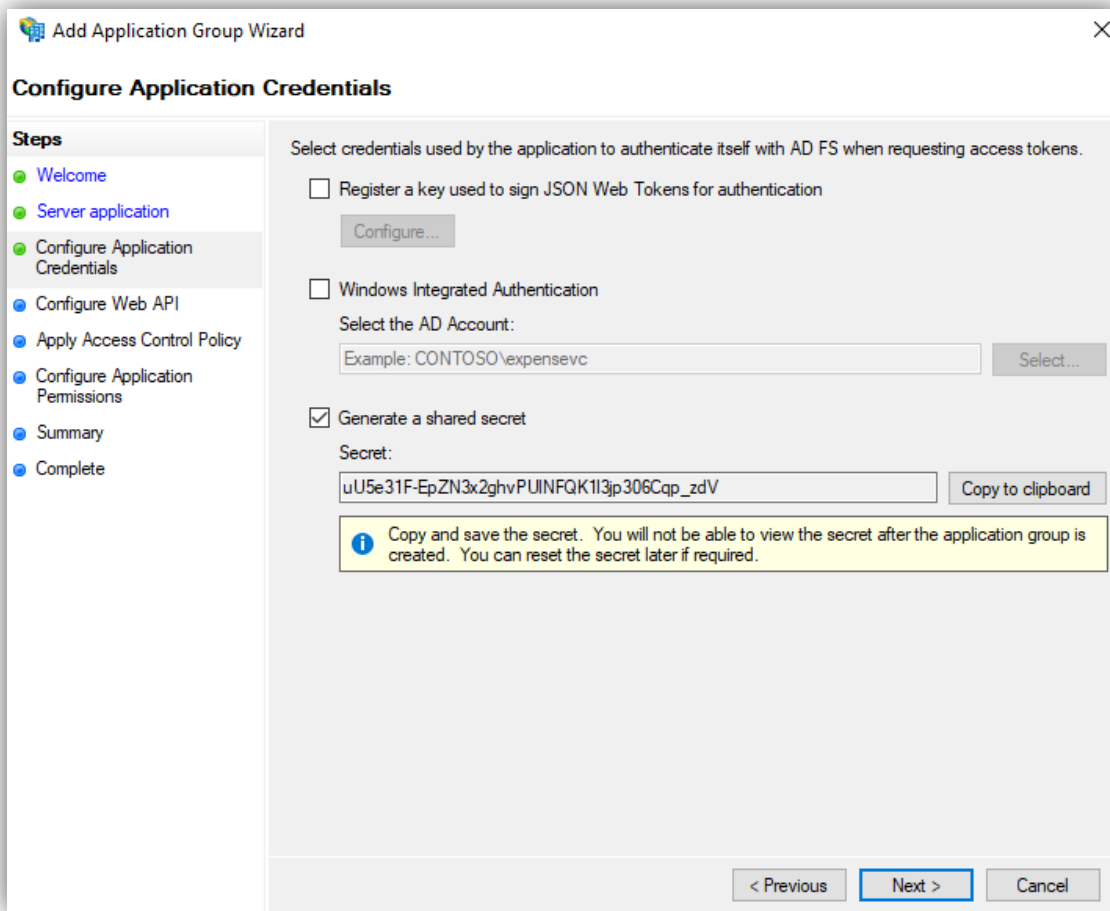 Add Application Group Wizard
Configure Application Credentials
Steps
Welcome
Server application
Configure Application
Credentials
Configure Web API
Apply Access Control Policy
Configure Application
Permissions
Summary
Complete
Select credentials used by the application to authenticate itself with AD FS when requesting access tokens.
Register a key used to sign JSON Web Tokens for authentication
Configure...
Windows Integrated Authentication
Select the AD Account:
Example: CONTOSO\expensevc
Select...
Generate a shared secret
Secret:
uU5e31F-EpZN3x2ghvPUlNFQK1l3jp306Cqp_zdV
Copy to clipboard
Copy and save the secret.  You will not be able to view the secret after the application group is
created.  You can reset the secret later if required.
< Previous
Next >
Cancel